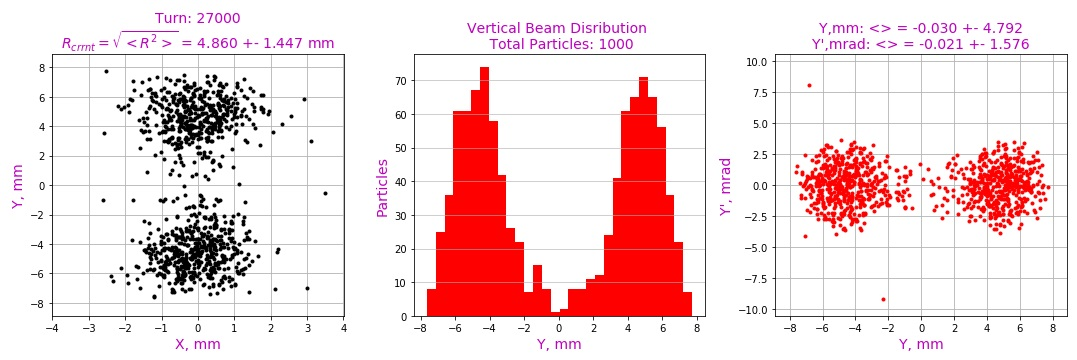 Turn: 27000
R_crrnt = √<R²> = 4.860 +- 1.447 mm
8
6
4
2
0
−2
−4
−6
−8
−4 −3 −2 −1 0 1 2 3 4
X, mm
Y, mm
Vertical Beam Disribution
Total Particles: 1000
70
60
50
40
30
20
10
0
−8 −6 −4 −2 0 2 4 6 8
Y, mm
Particles
Y,mm: <> = -0.030 +- 4.792
Y',mrad: <> = -0.021 +- 1.576
10.0
7.5
5.0
2.5
0.0
−2.5
−5.0
−7.5
−10.0
−8 −6 −4 −2 0 2 4 6 8
Y, mm
Y', mrad